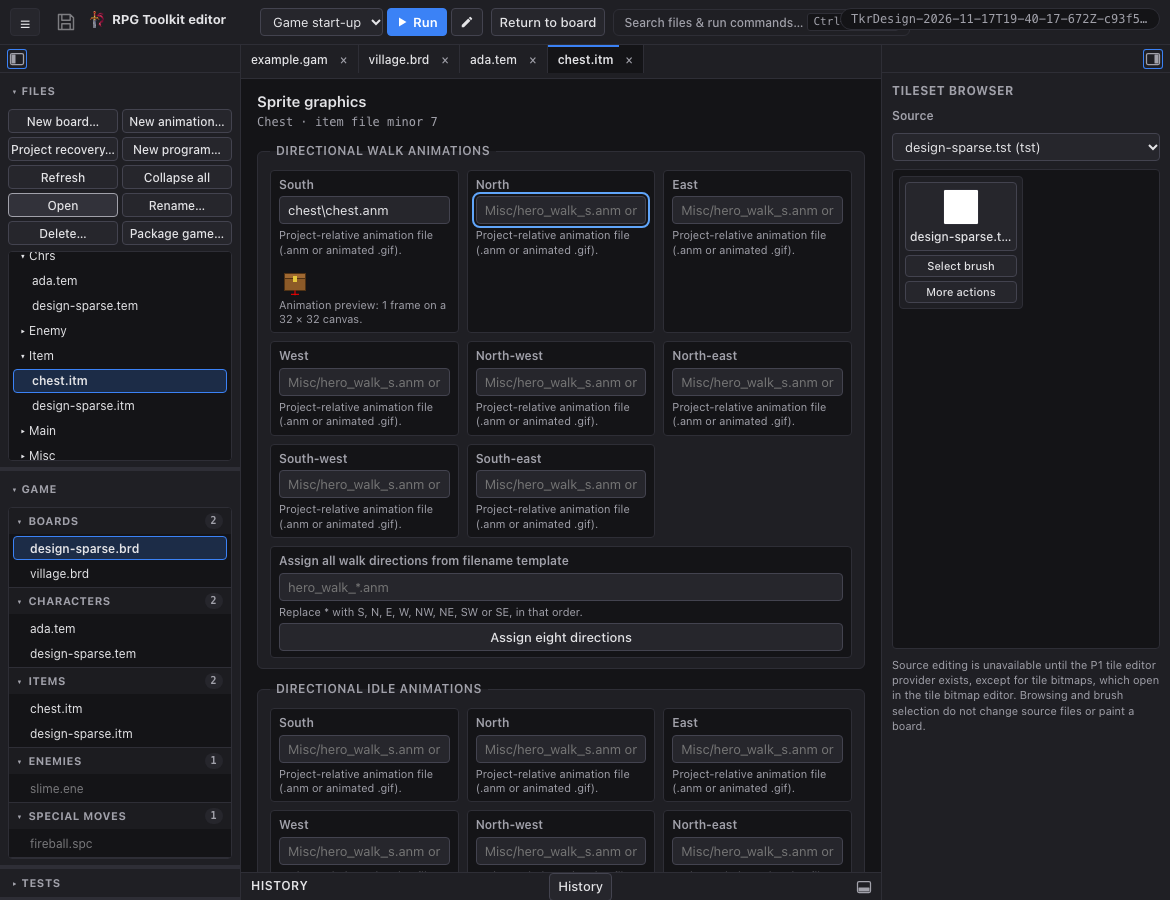 RPG Toolkit editor
Game start-up
Run
Return to board
Search files & run commands...
Ctrl
TkrDesign-2026-11-17T19-40-17-672Z-c93f5…
FILES
New board...
New animation...
Project recovery...
New program...
Refresh
Collapse all
Open
Rename...
Delete...
Package game...
Chrs
ada.tem
design-sparse.tem
Enemy
Item
chest.itm
design-sparse.itm
Main
Misc
GAME
BOARDS
2
design-sparse.brd
village.brd
CHARACTERS
2
ada.tem
design-sparse.tem
ITEMS
2
chest.itm
design-sparse.itm
ENEMIES
1
slime.ene
SPECIAL MOVES
1
fireball.spc
TESTS
example.gam ×
village.brd ×
ada.tem ×
chest.itm ×
Sprite graphics
Chest · item file minor 7
DIRECTIONAL WALK ANIMATIONS
South
chest\chest.anm
Project-relative animation file
(.anm or animated .gif).
Animation preview: 1 frame on a
32 × 32 canvas.
North
Misc/hero_walk_s.anm or
Project-relative animation file
(.anm or animated .gif).
East
Misc/hero_walk_s.anm or
Project-relative animation file
(.anm or animated .gif).
West
Misc/hero_walk_s.anm or
Project-relative animation file
(.anm or animated .gif).
North-west
Misc/hero_walk_s.anm or
Project-relative animation file
(.anm or animated .gif).
North-east
Misc/hero_walk_s.anm or
Project-relative animation file
(.anm or animated .gif).
South-west
Misc/hero_walk_s.anm or
Project-relative animation file
(.anm or animated .gif).
South-east
Misc/hero_walk_s.anm or
Project-relative animation file
(.anm or animated .gif).
Assign all walk directions from filename template
hero_walk_*.anm
Replace * with S, N, E, W, NW, NE, SW or SE, in that order.
Assign eight directions
DIRECTIONAL IDLE ANIMATIONS
South
Misc/hero_walk_s.anm or
Project-relative animation file
(.anm or animated .gif).
North
Misc/hero_walk_s.anm or
Project-relative animation file
(.anm or animated .gif).
East
Misc/hero_walk_s.anm or
Project-relative animation file
(.anm or animated .gif).
West
Misc/hero_walk_s.anm or
North-west
Misc/hero_walk_s.anm or
North-east
Misc/hero_walk_s.anm or
HISTORY
History
TILESET BROWSER
Source
design-sparse.tst (tst)
design-sparse.t...
Select brush
More actions
Source editing is unavailable until the P1 tile editor
provider exists, except for tile bitmaps, which open
in the tile bitmap editor. Browsing and brush
selection do not change source files or paint a
board.